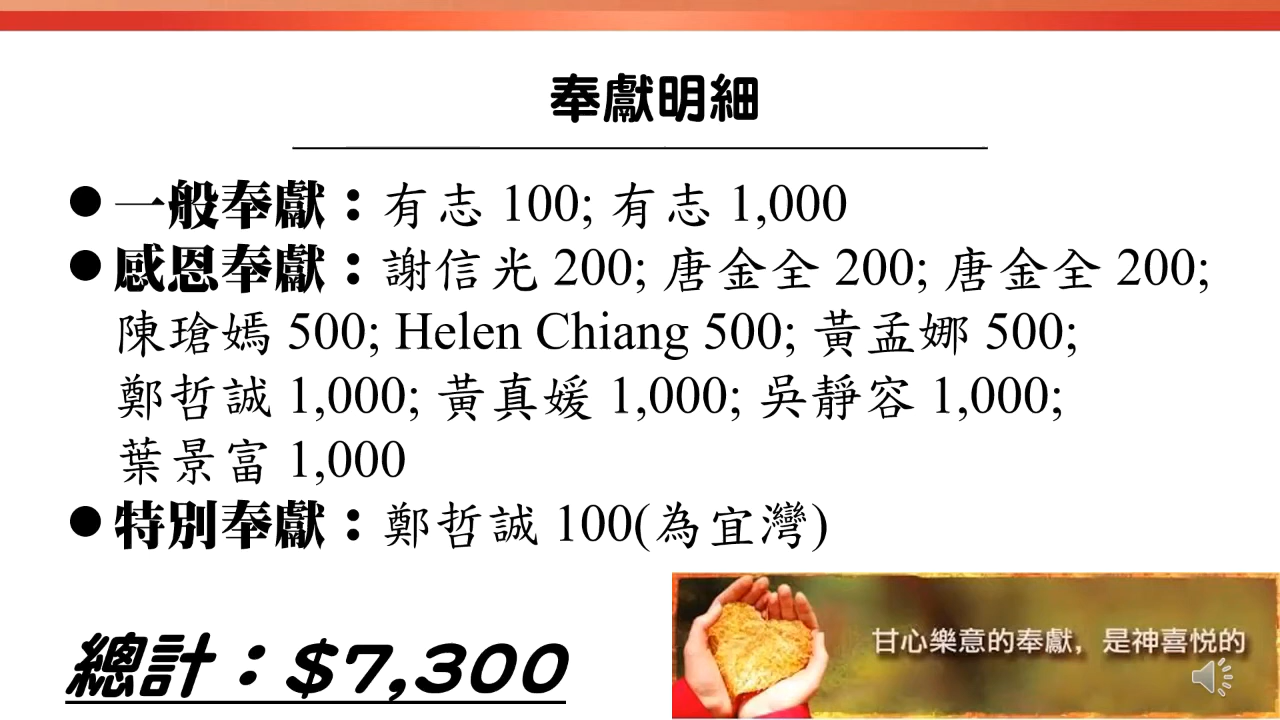 奉獻明細
●一般奉獻：有志 100; 有志 1,000
●感恩奉獻：謝信光 200; 唐金全 200; 唐金全 200;
陳瑲嫣 500; Helen Chiang 500; 黃孟娜 500;
鄭哲誠 1,000; 黃真媛 1,000; 吳靜容 1,000;
葉景富 1,000
●特別奉獻：鄭哲誠 100(為宜灣)
總計：$7,300
甘心樂意的奉獻，是神喜悦的